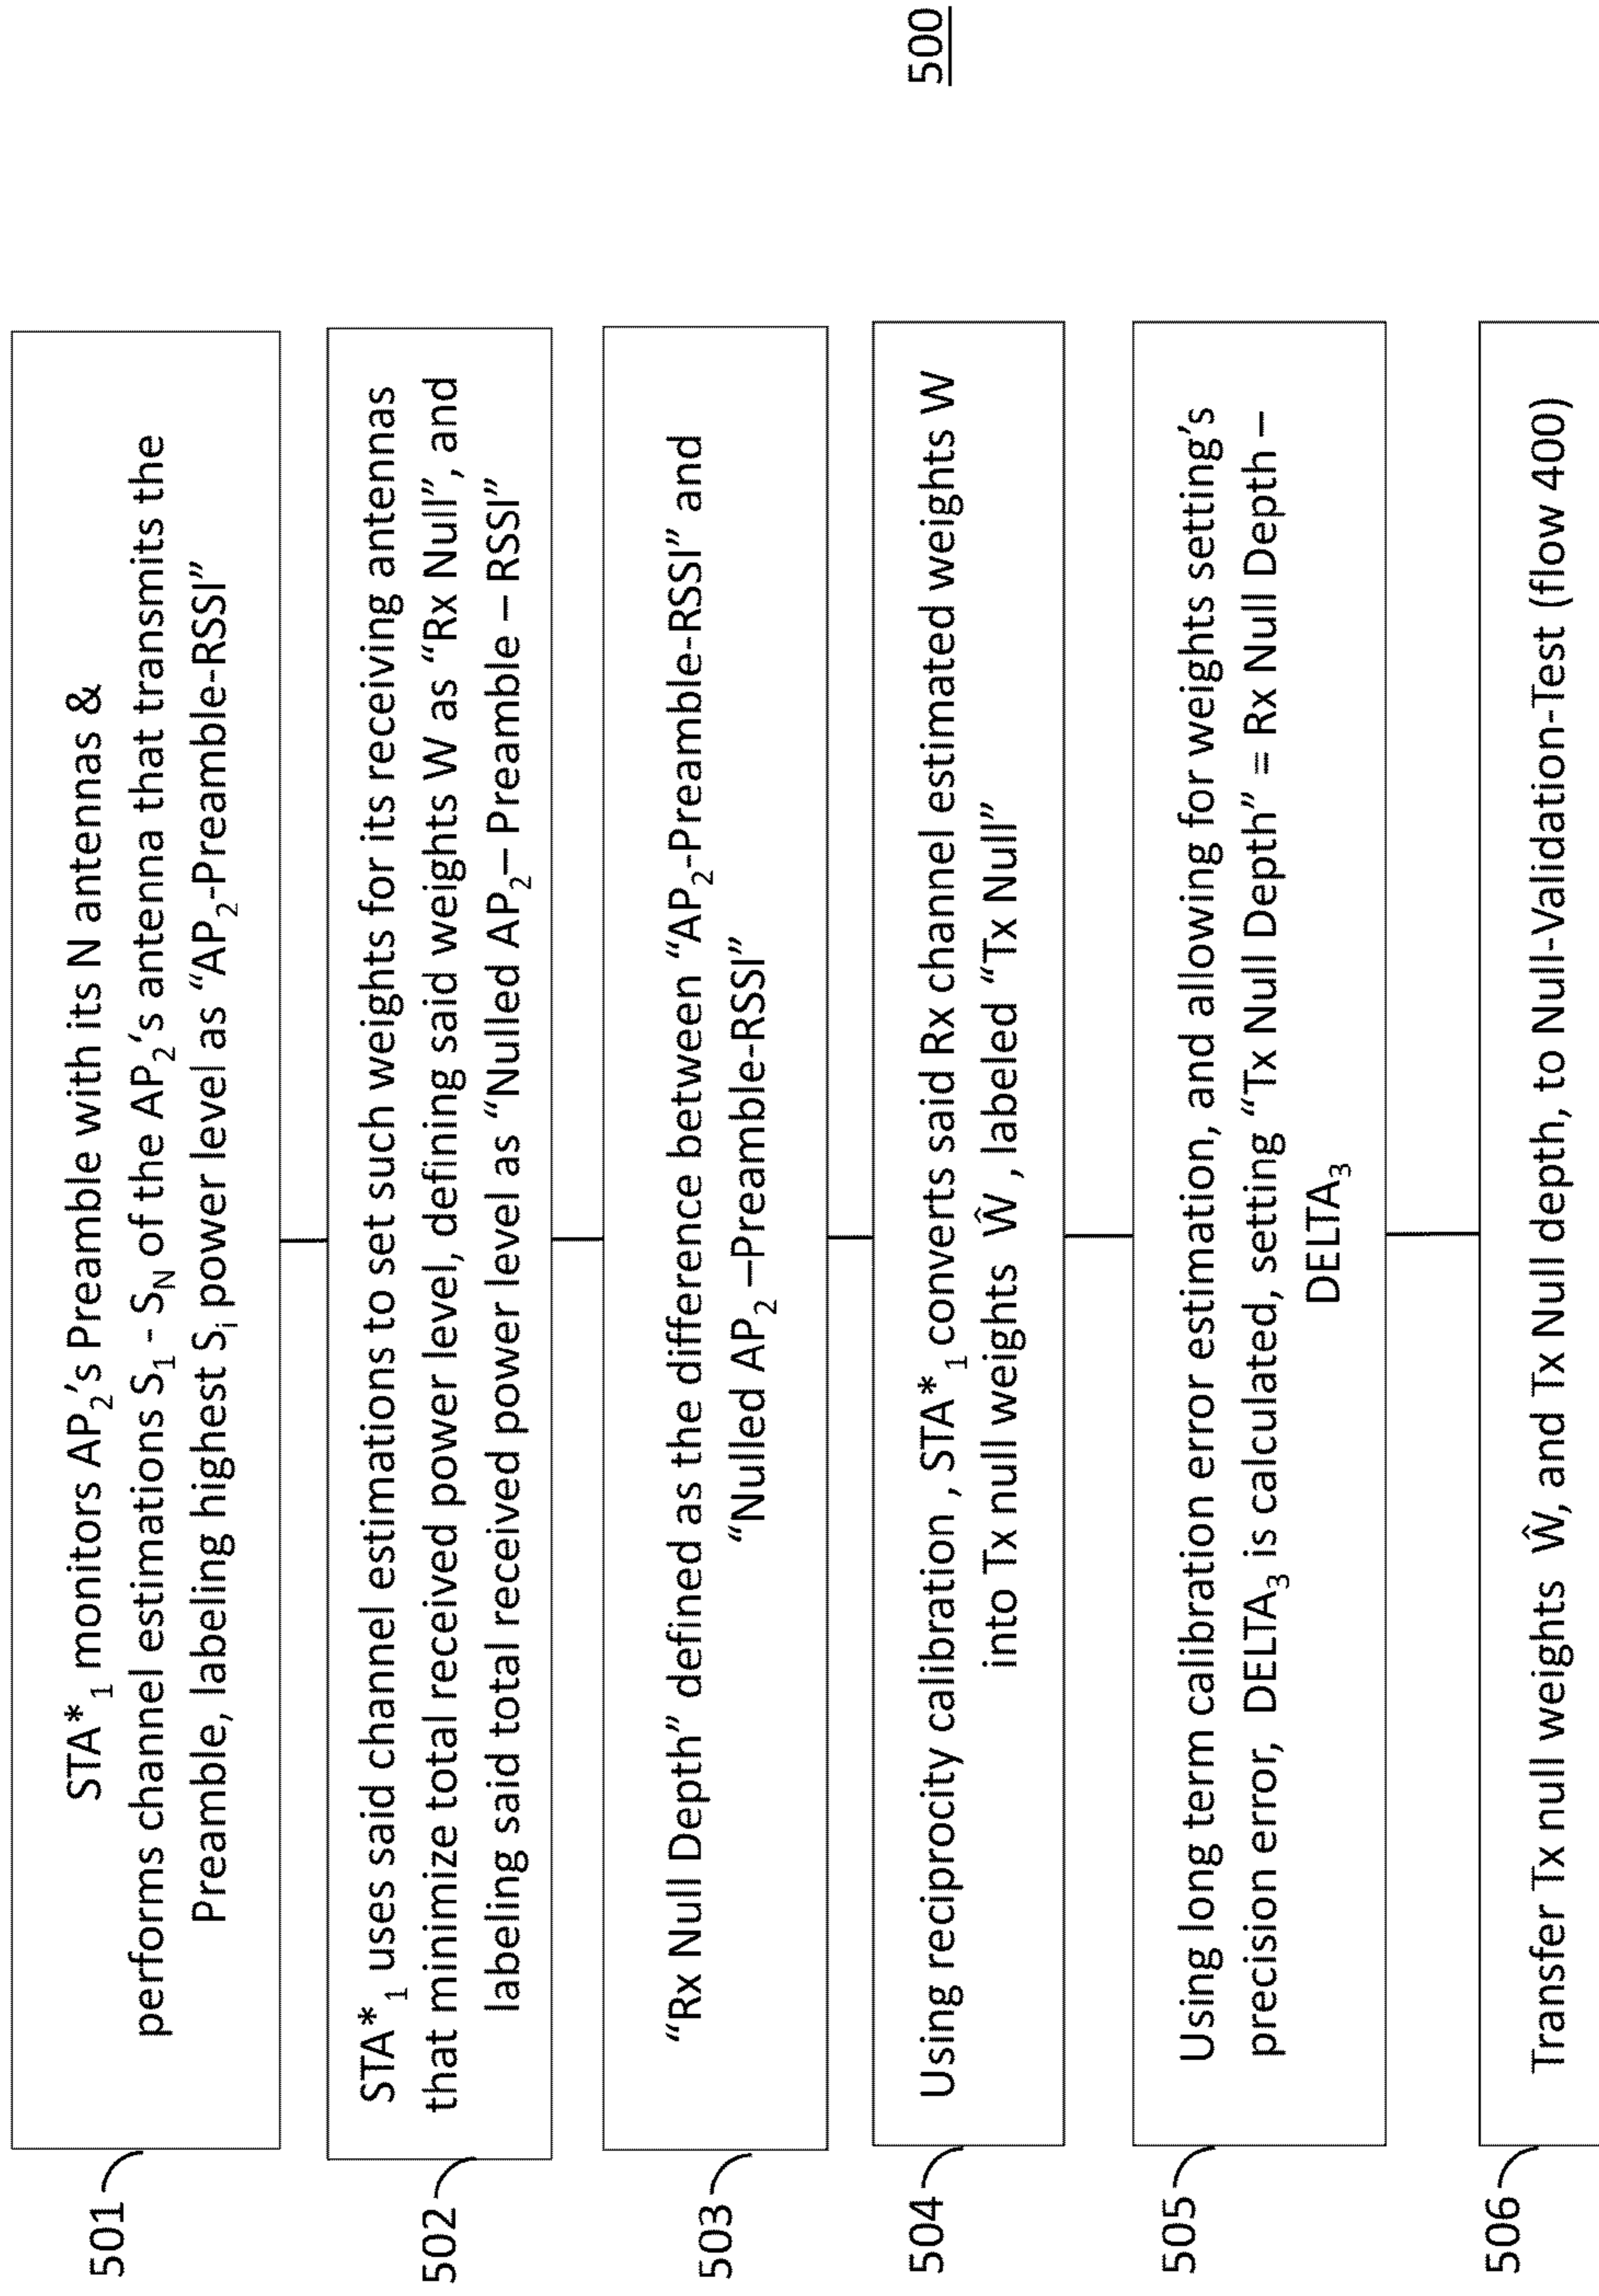 501
STA*1 monitors AP2's Preamble with its N antennas &
performs channel estimations S1 - SN of the AP2's antenna that transmits the
Preamble, labeling highest Si power level as “AP2-Preamble-RSSI”
502
STA*1 uses said channel estimations to set such weights for its receiving antennas
that minimize total received power level, defining said weights W as “Rx Null”, and
labeling said total received power level as “Nulled AP2– Preamble – RSSI”
503
“Rx Null Depth” defined as the difference between “AP2-Preamble-RSSI” and
“Nulled AP2 –Preamble-RSSI”
504
Using reciprocity calibration , STA*1 converts said Rx channel estimated weights W
into Tx null weights Ŵ , labeled “Tx Null”
505
Using long term calibration error estimation, and allowing for weights setting's
precision error, DELTA3 is calculated, setting “Tx Null Depth” = Rx Null Depth –
DELTA3
506
Transfer Tx null weights Ŵ, and Tx Null depth, to Null-Validation-Test (flow 400)
500